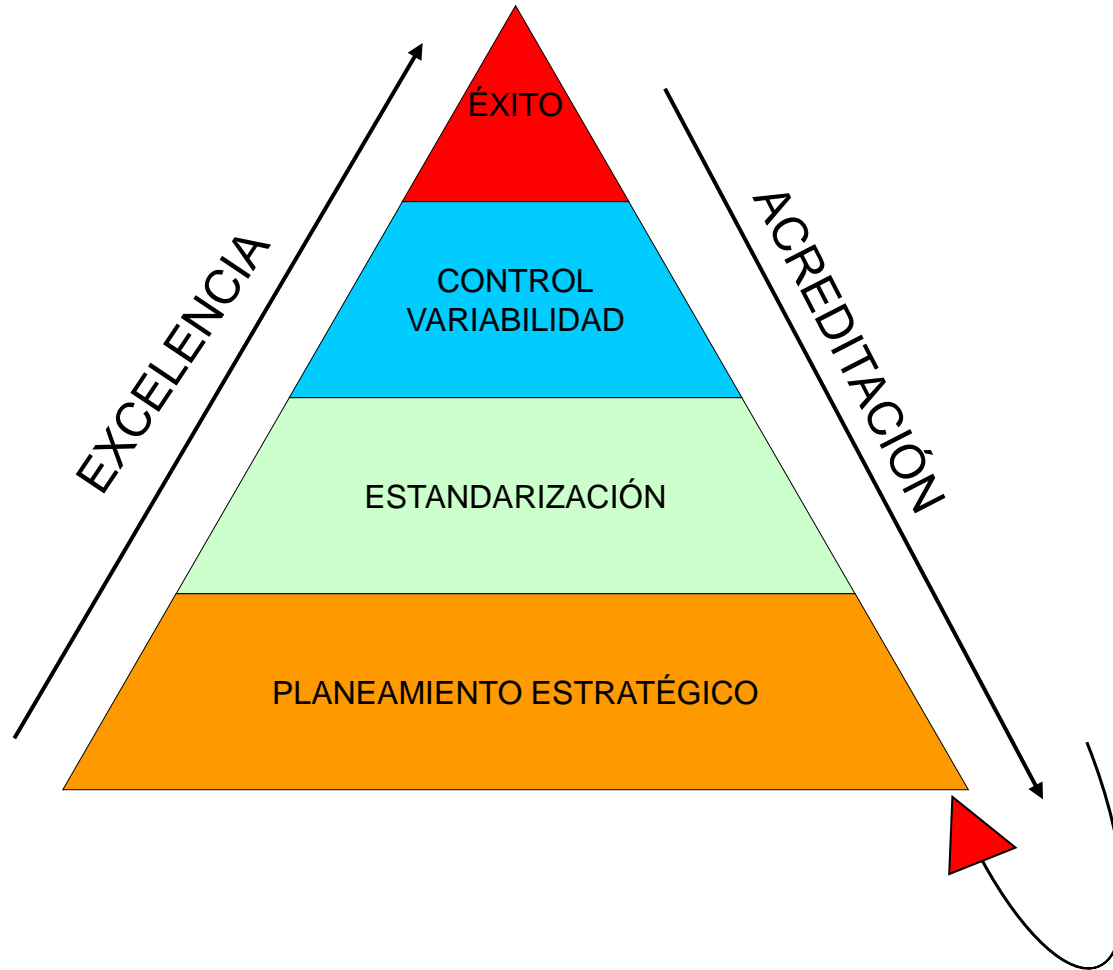 ÉXITO
EXCELENCIA
ACREDITACIÓN
CONTROL
VARIABILIDAD
ESTANDARIZACIÓN
PLANEAMIENTO ESTRATÉGICO